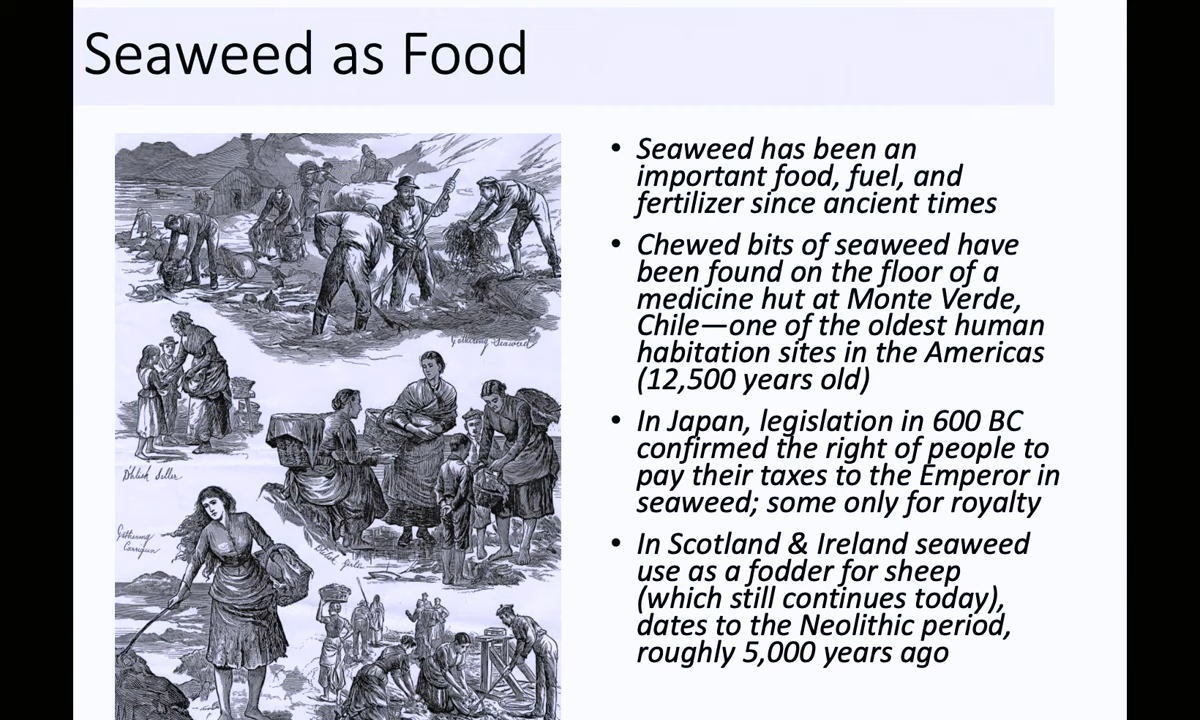 Seaweed as Food
• Seaweed has been an
important food, fuel, and
fertilizer since ancient times
• Chewed bits of seaweed have
been found on the floor of a
medicine hut at Monte Verde,
Chile—one of the oldest human
habitation sites in the Americas
(12,500 years old)
• In Japan, legislation in 600 BC
confirmed the right of people to
pay their taxes to the Emperor in
seaweed; some only for royalty
• In Scotland & Ireland seaweed
use as a fodder for sheep
(which still continues today),
dates to the Neolithic period,
roughly 5,000 years ago
Gathering Seaweed
Seller
Gathering